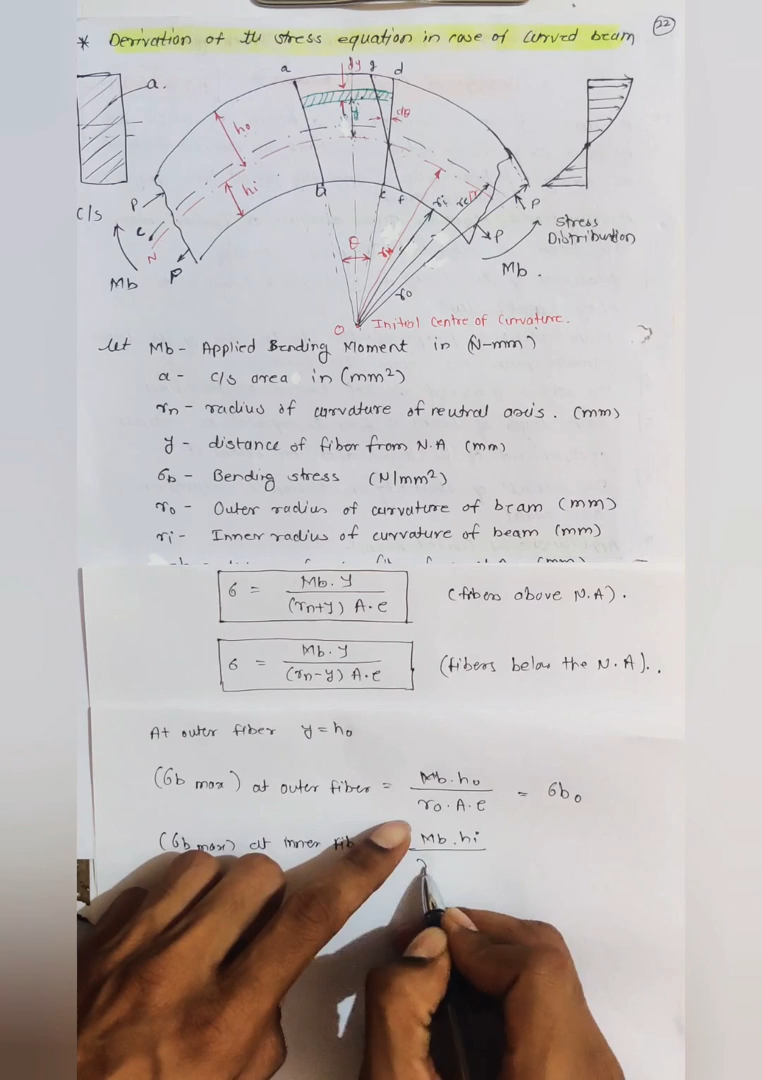 22
* Derivation of the stress equation in case of curved beam
a d y g d
a.
dθ
y
ho
hi
C/s
P
e
N
Mb
P
b e f
ri
rn
ro
θ
P
P
Mb.
Stress
Distribution
O Initial centre of curvature.
let Mb - Applied Bending Moment in (N-mm)
a - c/s area in (mm²)
rn - radius of curvature of neutral axis. (mm)
y - distance of fiber from N.A (mm)
σb - Bending stress (N/mm²)
ro - Outer radius of curvature of beam (mm)
ri - Inner radius of curvature of beam (mm)
σ = Mb.y / (rn+y) A.e (fibers above N.A).
σ = Mb.y / (rn-y) A.e (fibers below the N.A)..
At outer fiber y = ho
(σb max) at outer fiber = Mb.ho / ro.A.e = σbo
(σb max) at inner fib Mb.hi